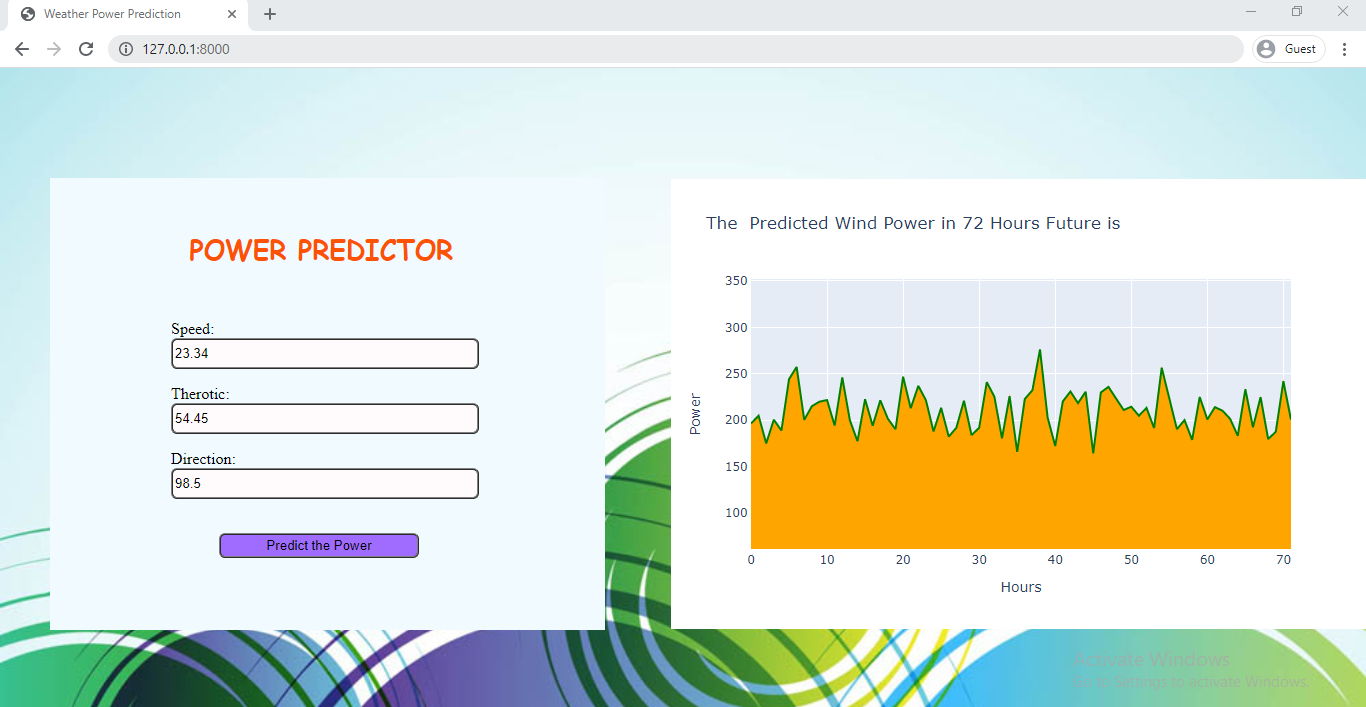 Weather Power Prediction
127.0.0.1:8000
Guest
POWER PREDICTOR
Speed:
23.34
Therotic:
54.45
Direction:
98.5
Predict the Power
The  Predicted Wind Power in 72 Hours Future is
350
300
250
200
150
100
Power
0 10 20 30 40 50 60 70
Hours
Activate Windows
Go to Settings to activate Windows.